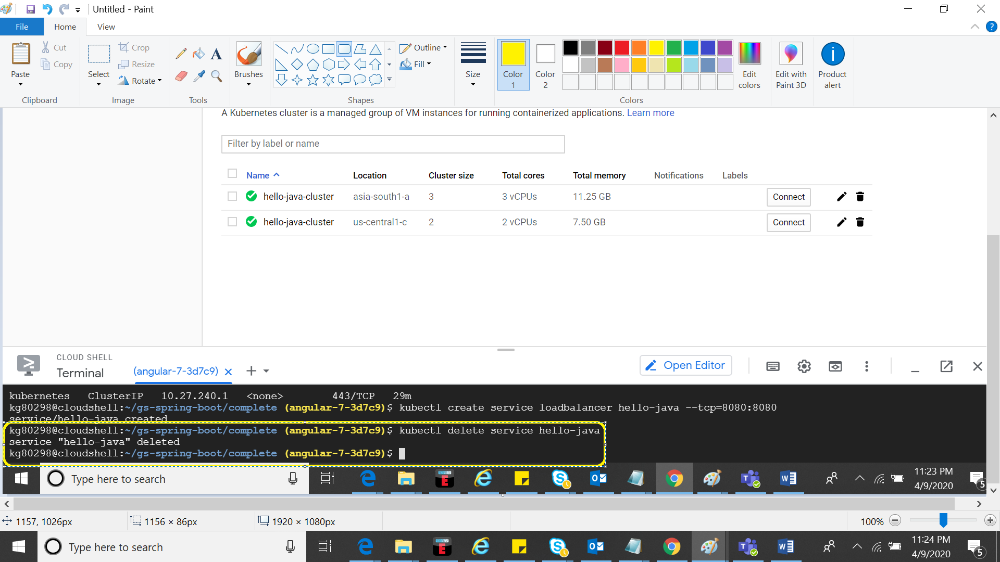 Untitled - Paint
File
Home
View
Paste
Cut
Copy
Clipboard
Select
Crop
Resize
Rotate
Image
A
Tools
Brushes
Shapes
Outline
Fill
Size
Color 1
Color 2
Colors
Edit colors
Edit with Paint 3D
Product alert
A Kubernetes cluster is a managed group of VM instances for running containerized applications. Learn more
Filter by label or name
Name Location Cluster size Total cores Total memory Notifications Labels
hello-java-cluster asia-south1-a 3 3 vCPUs 11.25 GB Connect
hello-java-cluster us-central1-c 2 2 vCPUs 7.50 GB Connect
CLOUD SHELL
Terminal
(angular-7-3d7c9)
Open Editor
kubernetes ClusterIP 10.27.240.1 <none> 443/TCP 29m
kg80298@cloudshell:~/gs-spring-boot/complete (angular-7-3d7c9)$ kubectl create service loadbalancer hello-java --tcp=8080:8080
service/hello-java created
kg80298@cloudshell:~/gs-spring-boot/complete (angular-7-3d7c9)$ kubectl delete service hello-java
service "hello-java" deleted
kg80298@cloudshell:~/gs-spring-boot/complete (angular-7-3d7c9)$
Type here to search
11:23 PM
4/9/2020
5
1157, 1026px
1156 × 86px
1920 × 1080px
100%
Type here to search
11:24 PM
4/9/2020
5